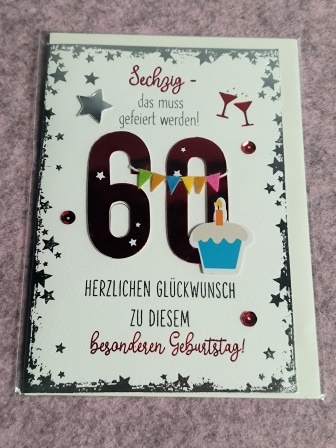 Sechzig -
das muss
gefeiert werden!
60
HERZLICHEN GLÜCKWUNSCH
ZU DIESEM
besonderen Geburtstag!